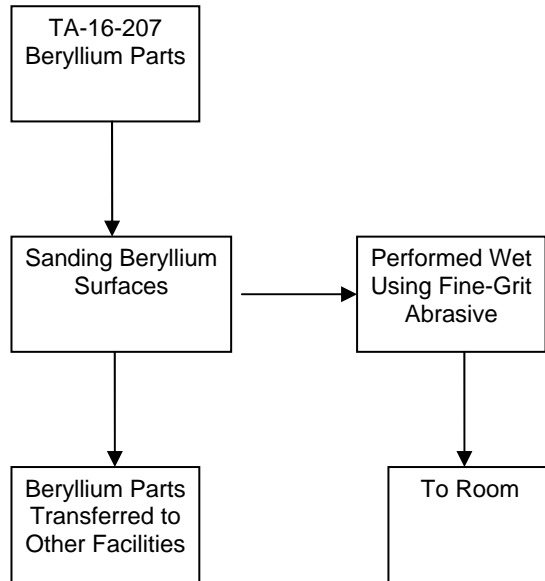 TA-16-207
Beryllium Parts
Sanding Beryllium
Surfaces
Performed Wet
Using Fine-Grit
Abrasive
Beryllium Parts
Transferred to
Other Facilities
To Room